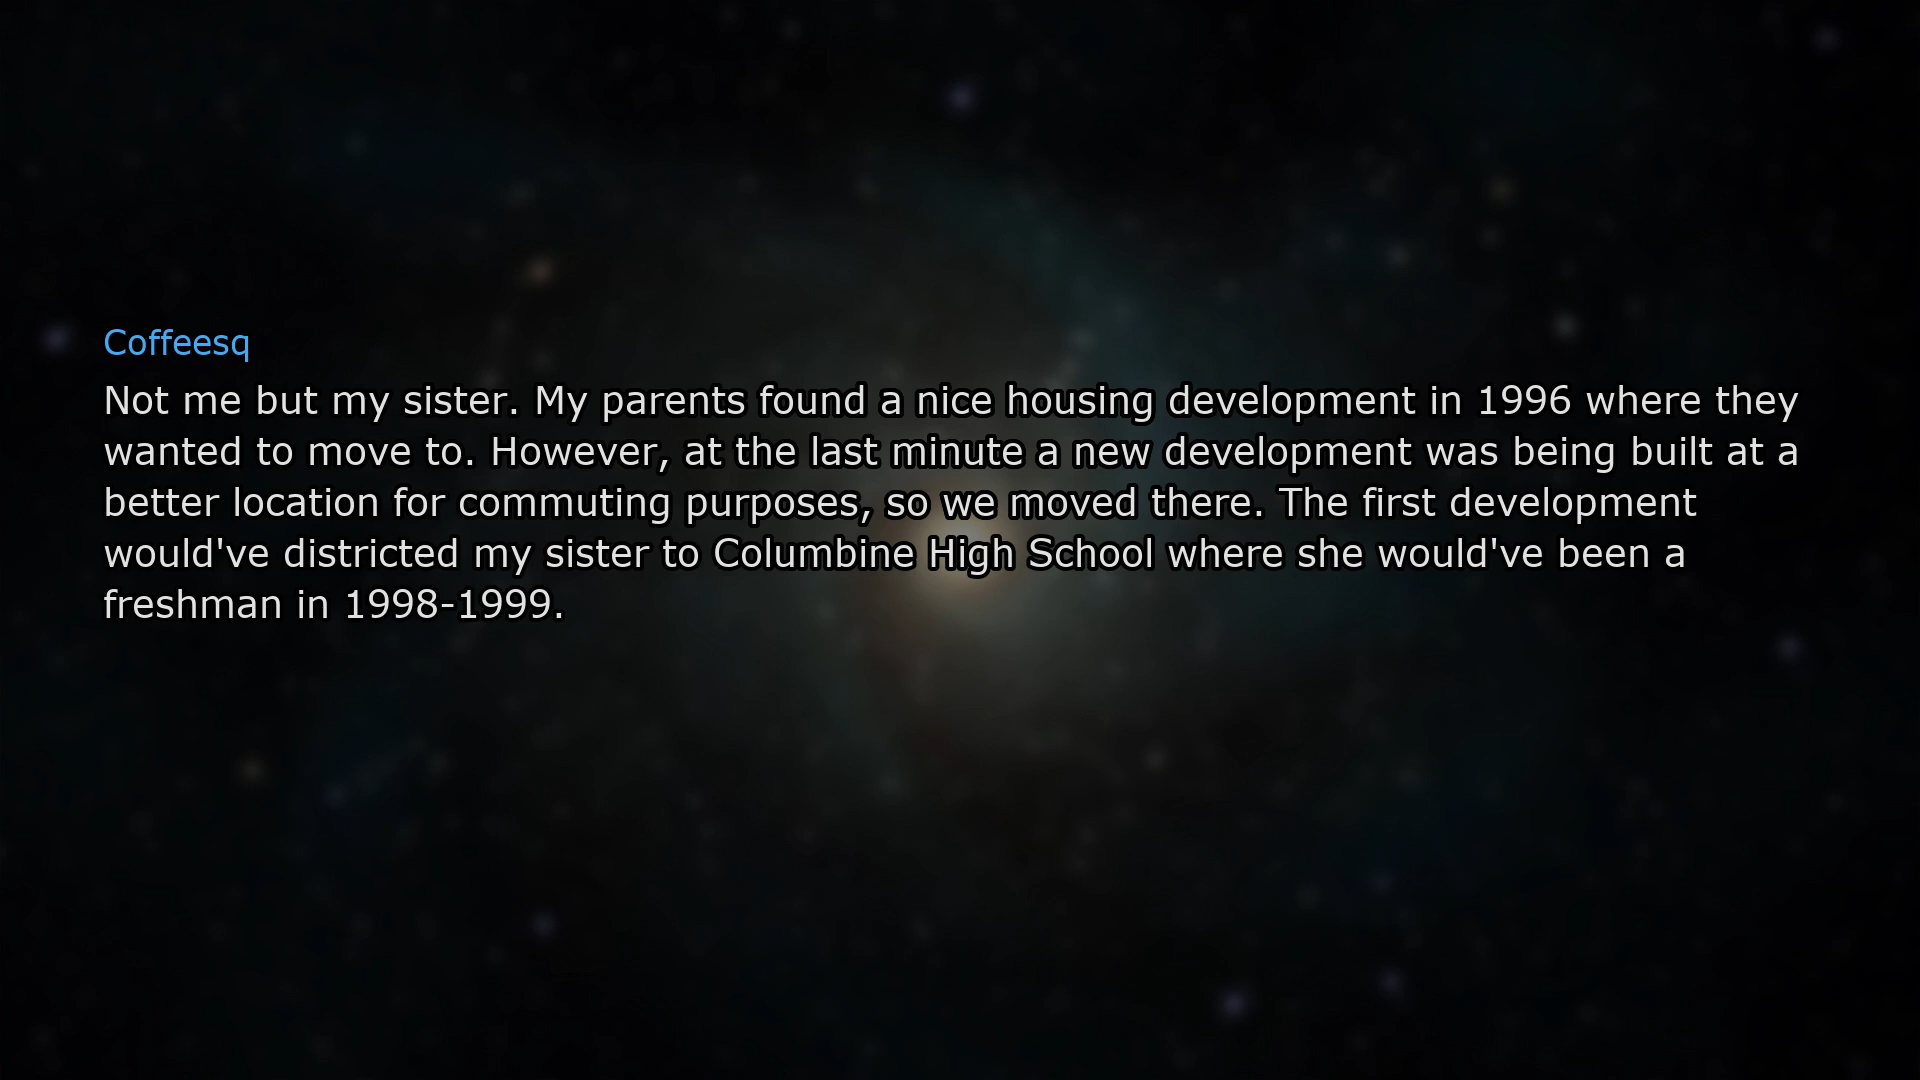 Coffeesq
Not me but my sister. My parents found a nice housing development in 1996 where they
wanted to move to. However, at the last minute a new development was being built at a
better location for commuting purposes, so we moved there. The first development
would've districted my sister to Columbine High School where she would've been a
freshman in 1998-1999.